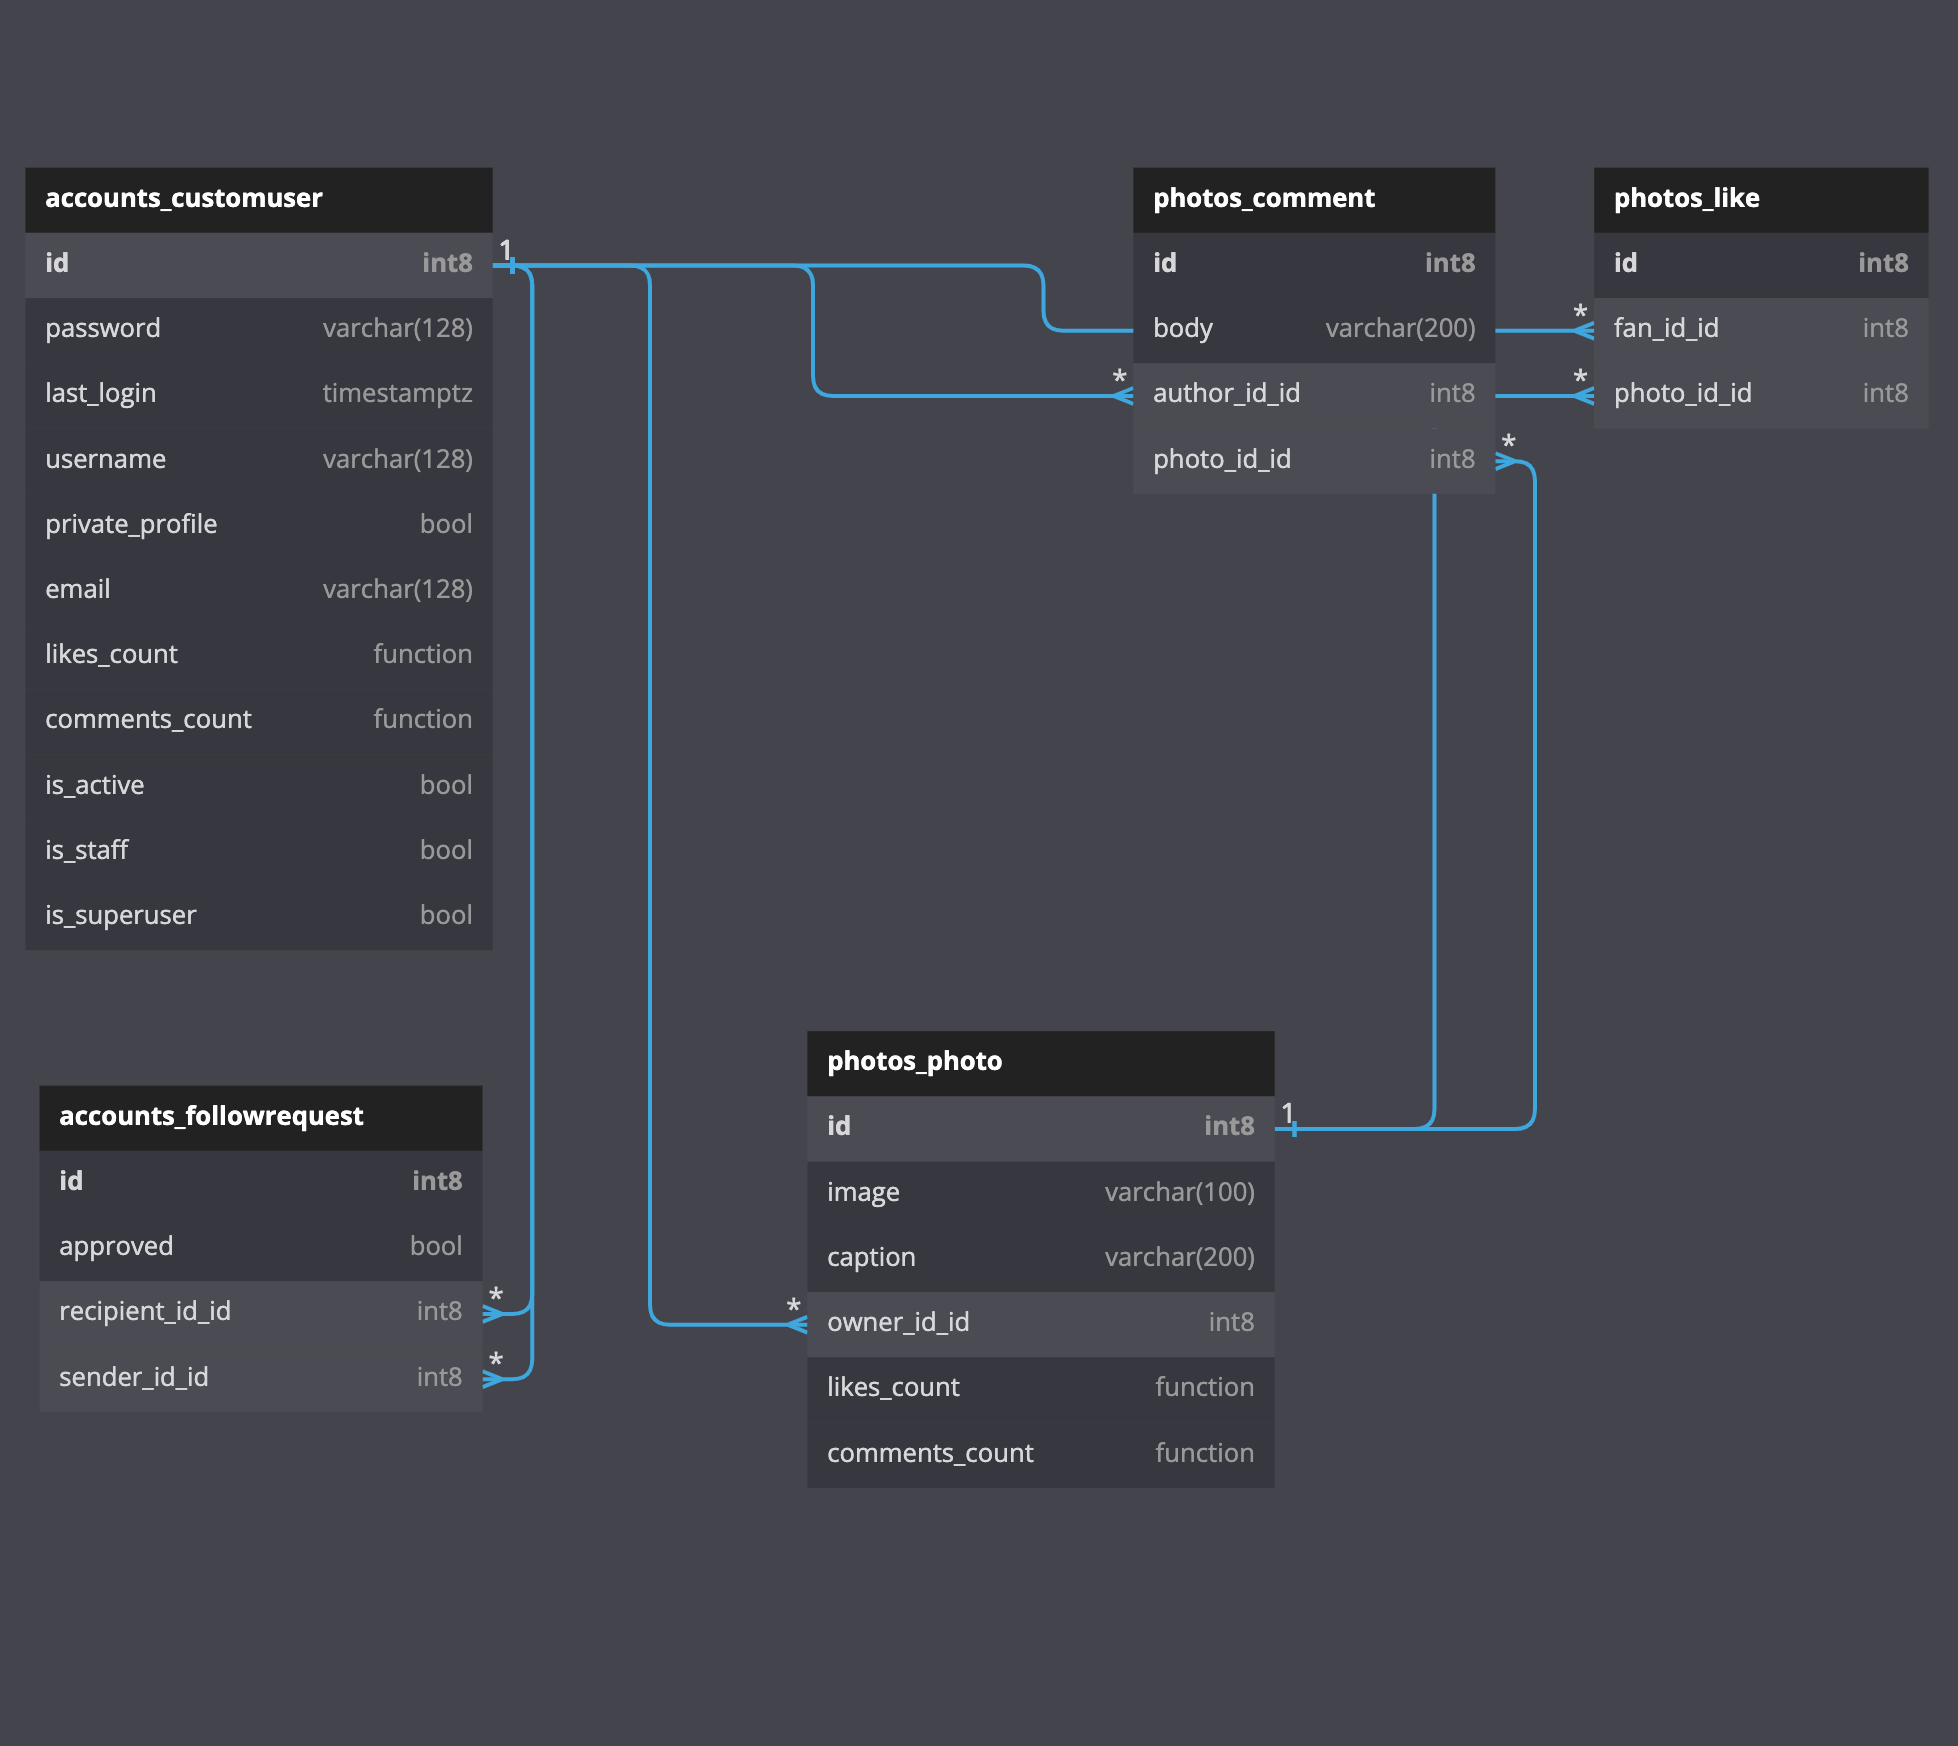 accounts_customuser
id int8
password varchar(128)
last_login timestamptz
username varchar(128)
private_profile bool
email varchar(128)
likes_count function
comments_count function
is_active bool
is_staff bool
is_superuser bool
1
photos_comment
id int8
body varchar(200)
* author_id_id int8
photo_id_id int8 *
photos_like
id int8
* fan_id_id int8
* photo_id_id int8
accounts_followrequest
id int8
approved bool
recipient_id_id int8 *
sender_id_id int8 *
photos_photo
id int8 1
image varchar(100)
caption varchar(200)
* owner_id_id int8
likes_count function
comments_count function